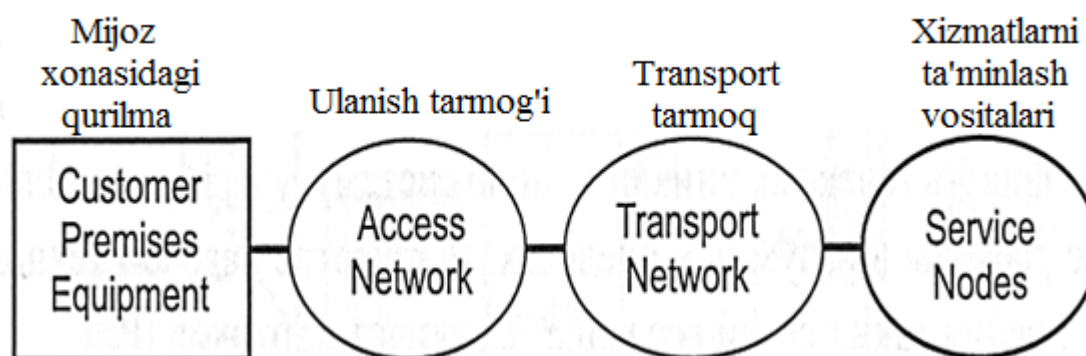 Mijoz
xonasidagi
qurilma
Ulanish tarmog'i
Transport
tarmoq
Xizmatlarni
ta'minlash
vositalari
Customer
Premises
Equipment
Access
Network
Transport
Network
Service
Nodes